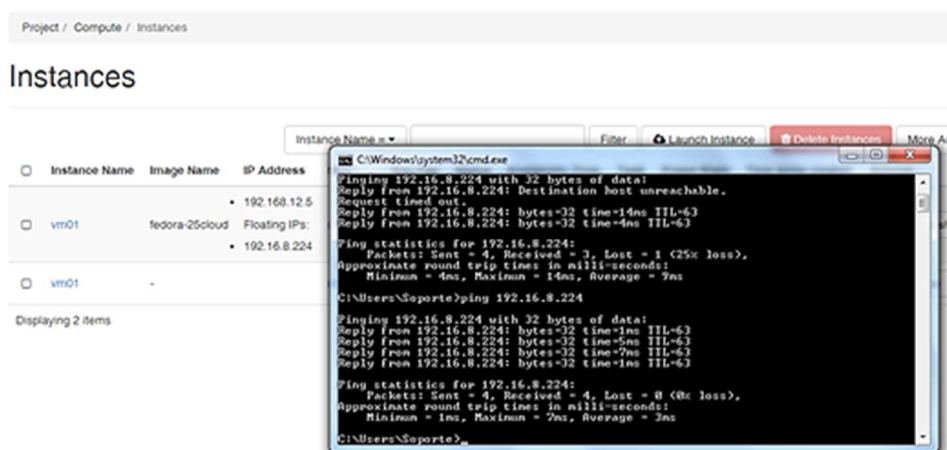 Project / Compute / Instances
Instances
Instance Name = ▾ Filter Launch Instance Delete Instances More A
Instance Name Image Name IP Address
vm01 fedora-25cloud
192.168.12.5
Floating IPs:
192.16.8.224
vm01 -
Displaying 2 items
C:\Windows\system32\cmd.exe
Pinging 192.16.8.224 with 32 bytes of data:
Reply from 192.16.8.224: Destination host unreachable.
Request timed out.
Reply from 192.16.8.224: bytes=32 time=14ms TTL=63
Reply from 192.16.8.224: bytes=32 time=4ms TTL=63
Ping statistics for 192.16.8.224:
Packets: Sent = 4, Received = 3, Lost = 1 (25% loss),
Approximate round trip times in milli-seconds:
Minimum = 4ms, Maximum = 14ms, Average = 9ms
C:\Users\Soporte>ping 192.16.8.224
Pinging 192.16.8.224 with 32 bytes of data:
Reply from 192.16.8.224: bytes=32 time=1ms TTL=63
Reply from 192.16.8.224: bytes=32 time=5ms TTL=63
Reply from 192.16.8.224: bytes=32 time=7ms TTL=63
Reply from 192.16.8.224: bytes=32 time=1ms TTL=63
Ping statistics for 192.16.8.224:
Packets: Sent = 4, Received = 4, Lost = 0 (0% loss),
Approximate round trip times in milli-seconds:
Minimum = 1ms, Maximum = 7ms, Average = 3ms
C:\Users\Soporte>_